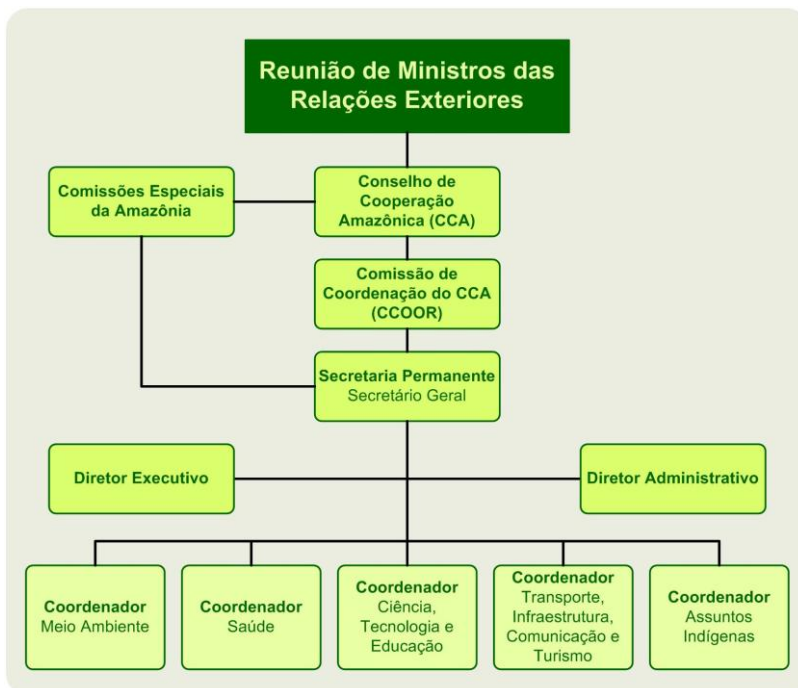 Reunião de Ministros das
Relações Exteriores
Comissões Especiais
da Amazônia
Conselho de
Cooperação
Amazônica (CCA)
Comissão de
Coordenação do CCA
(CCOOR)
Secretaria Permanente
Secretário Geral
Diretor Executivo
Diretor Administrativo
Coordenador
Meio Ambiente
Coordenador
Saúde
Coordenador
Ciência,
Tecnologia e
Educação
Coordenador
Transporte,
Infraestrutura,
Comunicação e
Turismo
Coordenador
Assuntos
Indígenas